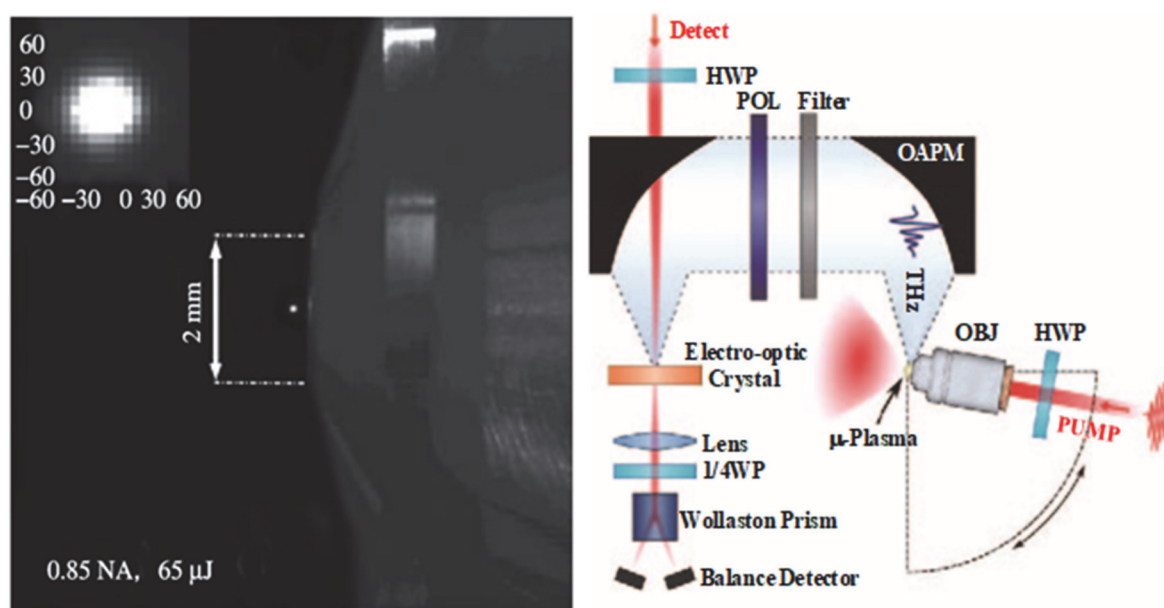 60
30
0
−30
−60
−60 −30 0 30 60
2 mm
0.85 NA, 65 μJ
Detect
HWP
POL
Filter
OAPM
THz
OBJ
HWP
Electro-optic
Crystal
μ-Plasma
PUMP
Lens
1/4WP
Wollaston Prism
Balance Detector